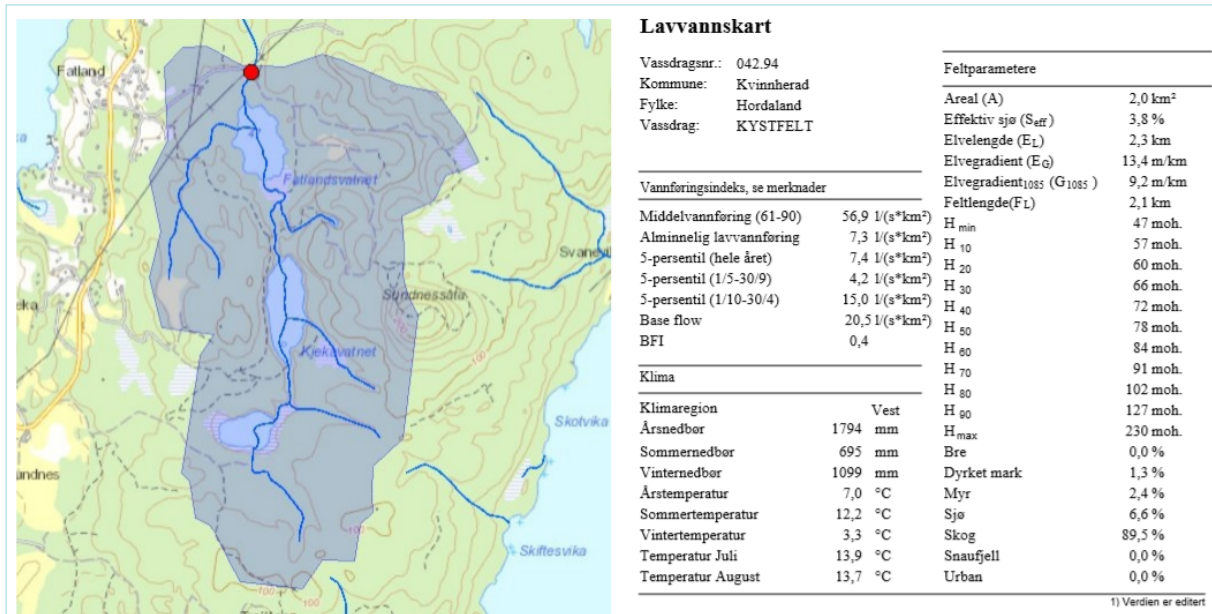 Fatland
Fatlandsvatnet
Sundnessåta
Kjekavatnet
100
Skotvika
Skiftesvika
100
100
Lavvannskart
Vassdragsnr.: 042.94
Kommune: Kvinnherad
Fylke: Hordaland
Vassdrag: KYSTFELT
Vannføringsindeks, se merknader
Middelvannføring (61-90) 56,9 l/(s*km²)
Alminnelig lavvannføring 7,3 l/(s*km²)
5-persentil (hele året) 7,4 l/(s*km²)
5-persentil (1/5-30/9) 4,2 l/(s*km²)
5-persentil (1/10-30/4) 15,0 l/(s*km²)
Base flow 20,5 l/(s*km²)
BFI 0,4
Klima
Klimaregion Vest
Årsnedbør 1794 mm
Sommernedbør 695 mm
Vinternedbør 1099 mm
Årstemperatur 7,0 °C
Sommertemperatur 12,2 °C
Vintertemperatur 3,3 °C
Temperatur Juli 13,9 °C
Temperatur August 13,7 °C
Feltparametere
Areal (A) 2,0 km²
Effektiv sjø (Seff) 3,8 %
Elvelengde (EL) 2,3 km
Elvegradient (EG) 13,4 m/km
Elvegradient1085 (G1085) 9,2 m/km
Feltlengde(FL) 2,1 km
H min 47 moh.
H 10 57 moh.
H 20 60 moh.
H 30 66 moh.
H 40 72 moh.
H 50 78 moh.
H 60 84 moh.
H 70 91 moh.
H 80 102 moh.
H 90 127 moh.
Hmax 230 moh.
Bre 0,0 %
Dyrket mark 1,3 %
Myr 2,4 %
Sjø 6,6 %
Skog 89,5 %
Snaufjell 0,0 %
Urban 0,0 %
1) Verdien er editert